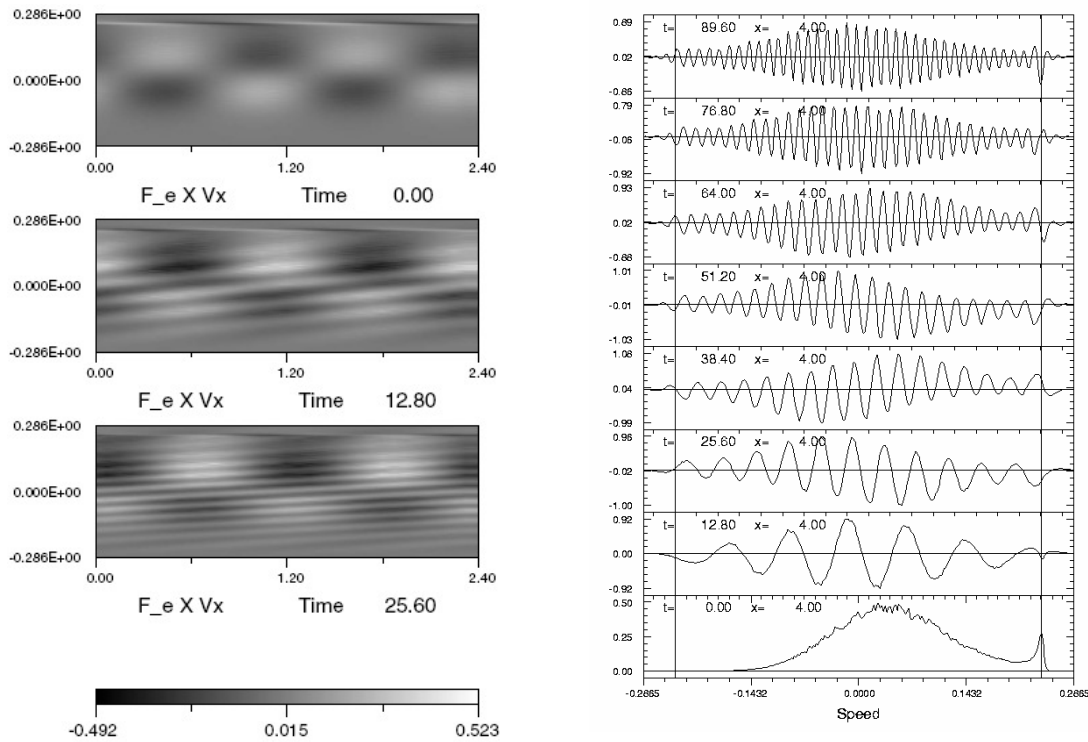 0.286E+00
0.000E+00
-0.286E+00
0.00 1.20 2.40
F_e X Vx Time 0.00
0.286E+00
0.000E+00
-0.286E+00
0.00 1.20 2.40
F_e X Vx Time 12.80
0.286E+00
0.000E+00
-0.286E+00
0.00 1.20 2.40
F_e X Vx Time 25.60
-0.492 0.015 0.523
0.89
t= 89.60 x= 4.00
0.02
-0.86
0.79
t= 76.80 x= 4.00
-0.06
-0.92
0.93
t= 64.00 x= 4.00
0.02
-0.88
1.01
t= 51.20 x= 4.00
-0.01
-1.03
1.08
t= 38.40 x= 4.00
0.04
-0.99
0.96
t= 25.60 x= 4.00
-0.02
-1.00
0.92
t= 12.80 x= 4.00
0.00
-0.92
0.50
t= 0.00 x= 4.00
0.25
0.00
-0.2865 -0.1432 0.0000 0.1432 0.2865
Speed